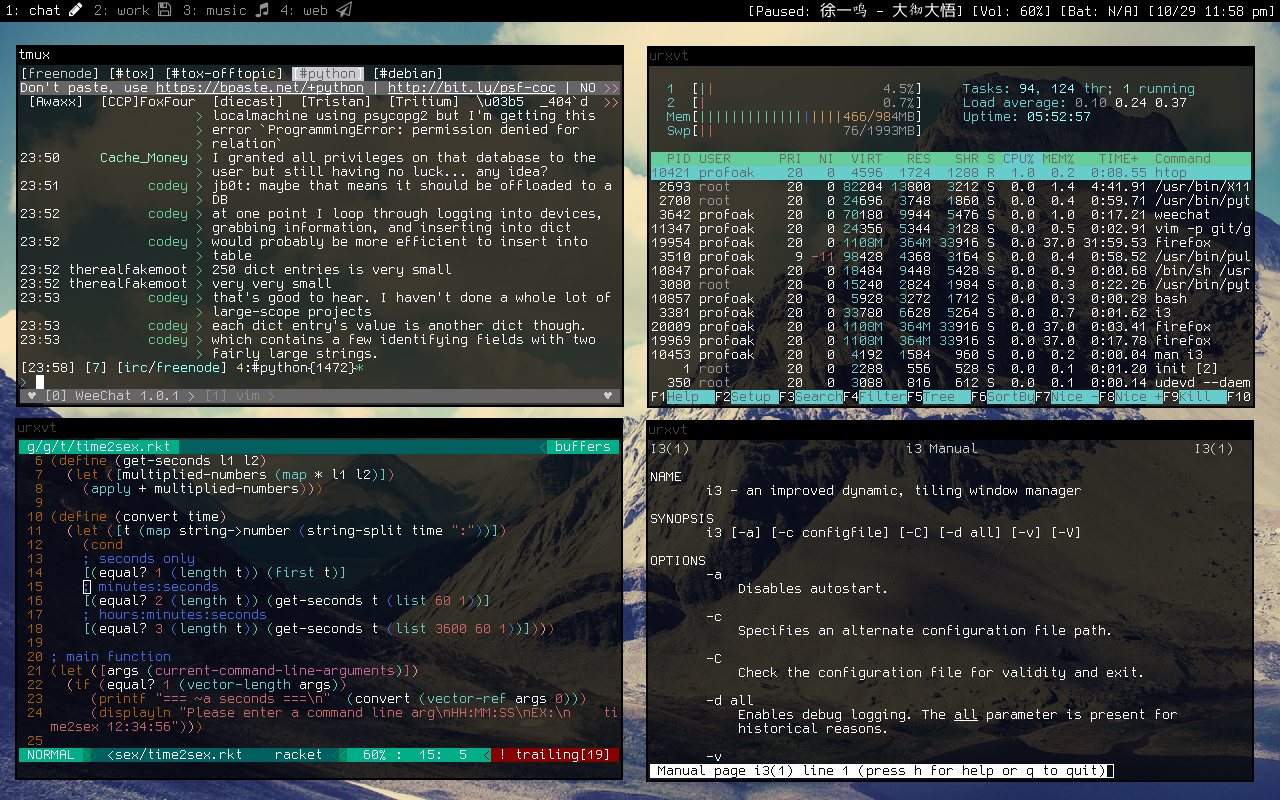 1: chat 2: work 3: music 4: web
[Paused: 徐一鸣 - 大彻大悟] [Vol: 60%] [Bat: N/A] [10/29 11:58 pm]
tmux
[freenode] [#tox] [#tox-offtopic] [#python] [#debian]
Don't paste, use https://bpaste.net/+python | http://bit.ly/psf-coc | NO >>
[Awaxx] [CCP]FoxFour [diecast] [Tristan] [Tritium] \u03b5 _404`d >>
> localmachine using psycopg2 but I'm getting this
> error `ProgrammingError: permission denied for
> relation`
23:50 Cache_Money > I granted all privileges on that database to the
> user but still having no luck... any idea?
23:51 codey > jb0t: maybe that means it should be offloaded to a
> DB
23:52 codey > at one point I loop through logging into devices,
> grabbing information, and inserting into dict
23:52 codey > would probably be more efficient to insert into
> table
23:52 therealfakemoot > 250 dict entries is very small
23:52 therealfakemoot > very very small
23:53 codey > that's good to hear. I haven't done a whole lot of
> large-scope projects
23:53 codey > each dict entry's value is another dict though.
23:53 codey > which contains a few identifying fields with two
> fairly large strings.
[23:58] [7] [irc/freenode] 4:#python{1472}*
>
♥ [0] WeeChat 1.0.1 > [1] vim > ♥
urxvt
1 [|| 4.5%] Tasks: 94, 124 thr; 1 running
2 [| 0.7%] Load average: 0.10 0.24 0.37
Mem[||||||||||||||||||466/984MB] Uptime: 05:52:57
Swp[|| 76/1993MB]
PID USER PRI NI VIRT RES SHR S CPU% MEM% TIME+ Command
10421 profoak 20 0 4596 1724 1288 R 1.0 0.2 0:08.55 htop
2693 root 20 0 82204 13800 3212 S 0.0 1.4 4:41.91 /usr/bin/X11
2700 root 20 0 24696 3748 1860 S 0.0 0.4 0:59.71 /usr/bin/pyt
3642 profoak 20 0 70180 9944 5476 S 0.0 1.0 0:17.21 weechat
11347 profoak 20 0 24356 5344 3128 S 0.0 0.5 0:02.91 vim -p git/g
19954 profoak 20 0 1108M 364M 33916 S 0.0 37.0 31:59.53 firefox
3510 profoak 9 -11 98428 4368 3164 S 0.0 0.4 0:58.52 /usr/bin/pul
10847 profoak 20 0 18484 9448 5428 S 0.0 0.9 0:00.68 /bin/sh /usr
3080 root 20 0 15240 2824 1984 S 0.0 0.3 0:22.26 /usr/bin/pyt
10857 profoak 20 0 5928 3272 1712 S 0.0 0.3 0:00.28 bash
3381 profoak 20 0 33780 6628 5264 S 0.0 0.7 0:01.62 i3
20009 profoak 20 0 1108M 364M 33916 S 0.0 37.0 0:03.41 firefox
19969 profoak 20 0 1108M 364M 33916 S 0.0 37.0 0:17.78 firefox
10453 profoak 20 0 4192 1584 960 S 0.0 0.2 0:00.04 man i3
1 root 20 0 2288 556 528 S 0.0 0.1 0:01.20 init [2]
350 root 20 0 3088 816 612 S 0.0 0.1 0:00.14 udevd --daem
F1Help F2Setup F3SearchF4FilterF5Tree F6SortByF7Nice -F8Nice +F9Kill F10
urxvt
g/g/t/time2sex.rkt buffers
6 (define (get-seconds l1 l2)
7 (let ([multiplied-numbers (map * l1 l2)])
8 (apply + multiplied-numbers)))
9
10 (define (convert time)
11 (let ([t (map string->number (string-split time ":"))])
12 (cond
13 ; seconds only
14 [(equal? 1 (length t)) (first t)]
15 ; minutes:seconds
16 [(equal? 2 (length t)) (get-seconds t (list 60 1))]
17 ; hours:minutes:seconds
18 [(equal? 3 (length t)) (get-seconds t (list 3600 60 1))])))
19
20 ; main function
21 (let ([args (current-command-line-arguments)])
22 (if (equal? 1 (vector-length args))
23 (printf "=== ~a seconds ===\n" (convert (vector-ref args 0)))
24 (displayln "Please enter a command line arg\nHH:MM:SS\nEX:\n ti
me2sex 12:34:56")))
25
NORMAL <sex/time2sex.rkt racket 60% : 15: 5 ! trailing[19]
urxvt
I3(1) i3 Manual I3(1)
NAME
i3 - an improved dynamic, tiling window manager
SYNOPSIS
i3 [-a] [-c configfile] [-C] [-d all] [-v] [-V]
OPTIONS
-a
Disables autostart.
-c
Specifies an alternate configuration file path.
-C
Check the configuration file for validity and exit.
-d all
Enables debug logging. The all parameter is present for
historical reasons.
-v
Manual page i3(1) line 1 (press h for help or q to quit)